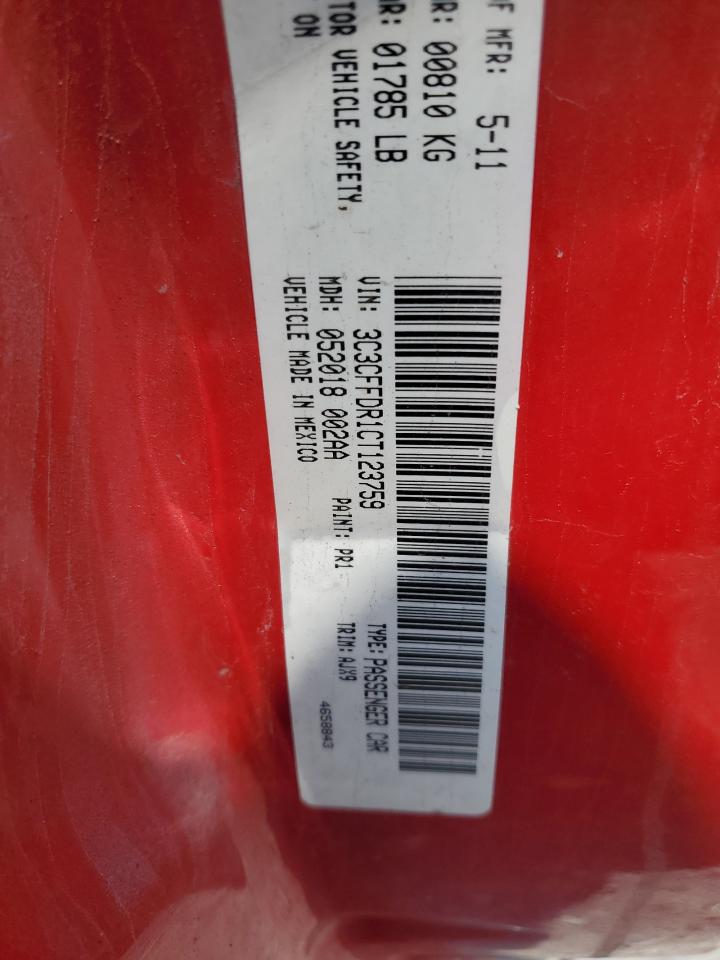 OF MFR: 5-11
R: 00810 KG
R: 01785 LB
TOR VEHICLE SAFETY,
ON
VIN: 3C3CFFDR1CT123759
TYPE: PASSENGER CAR
MDH: 052018 002AA
PAINT: PR1
TRIM: AJX9
VEHICLE MADE IN MEXICO
4658843